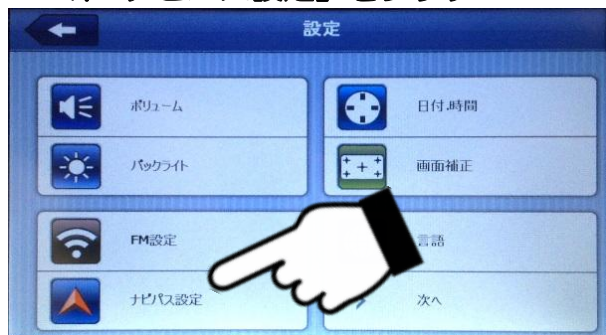 設定
ボリューム
日付.時間
バックライト
画面補正
FM設定
言語
ナビパス設定
次へ